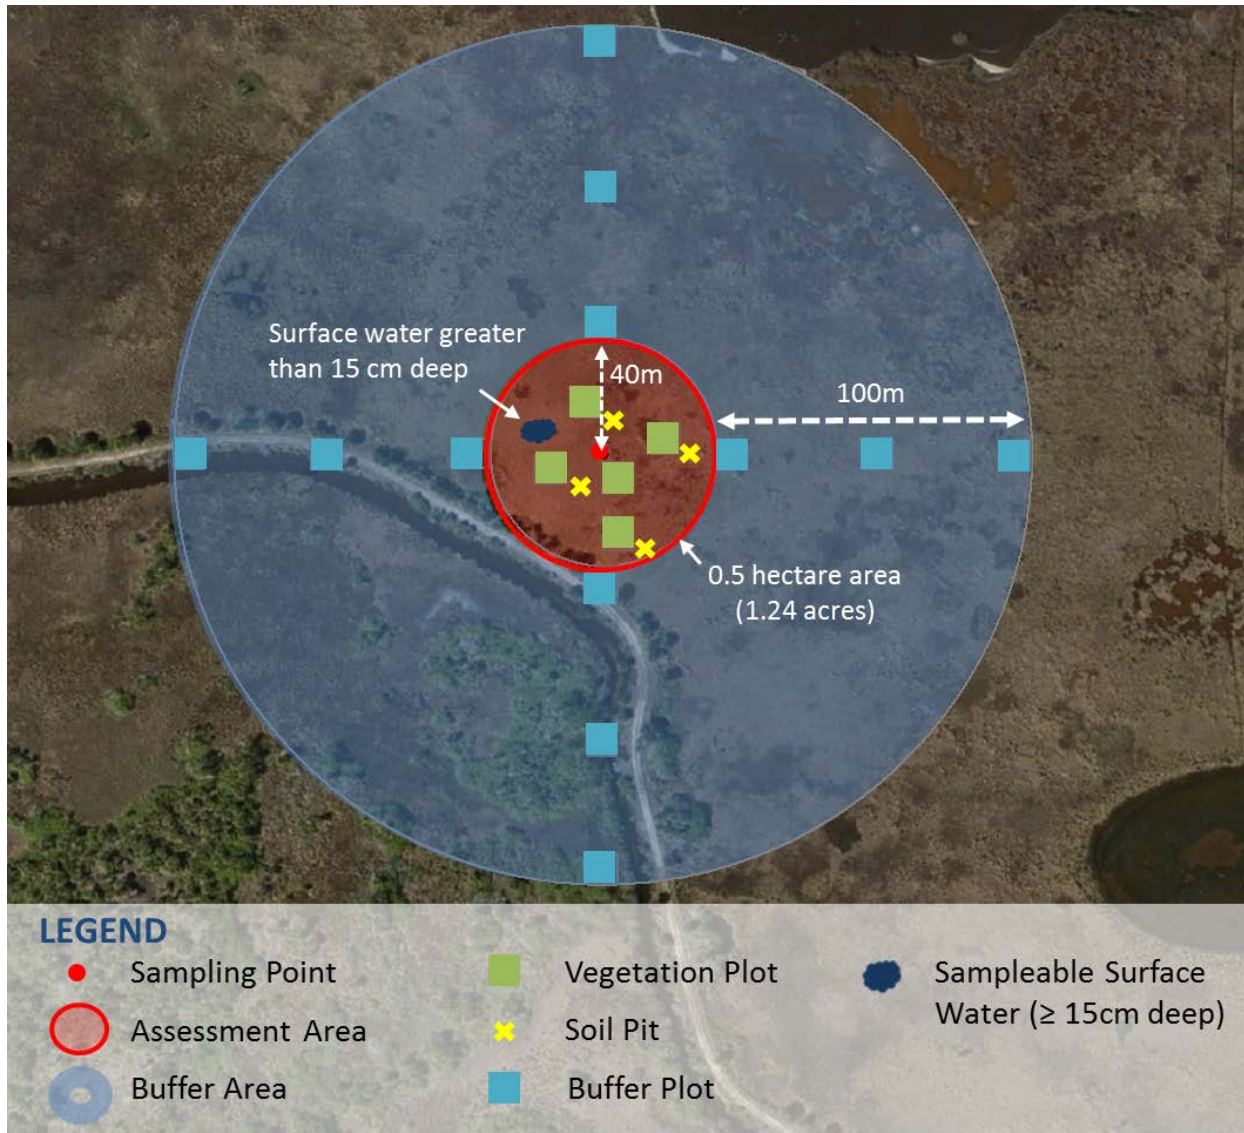 Surface water greater
than 15 cm deep
40m
100m
0.5 hectare area
(1.24 acres)
LEGEND
Sampling Point
Vegetation Plot
Sampleable Surface
Water (≥ 15cm deep)
Assessment Area
Soil Pit
Buffer Area
Buffer Plot